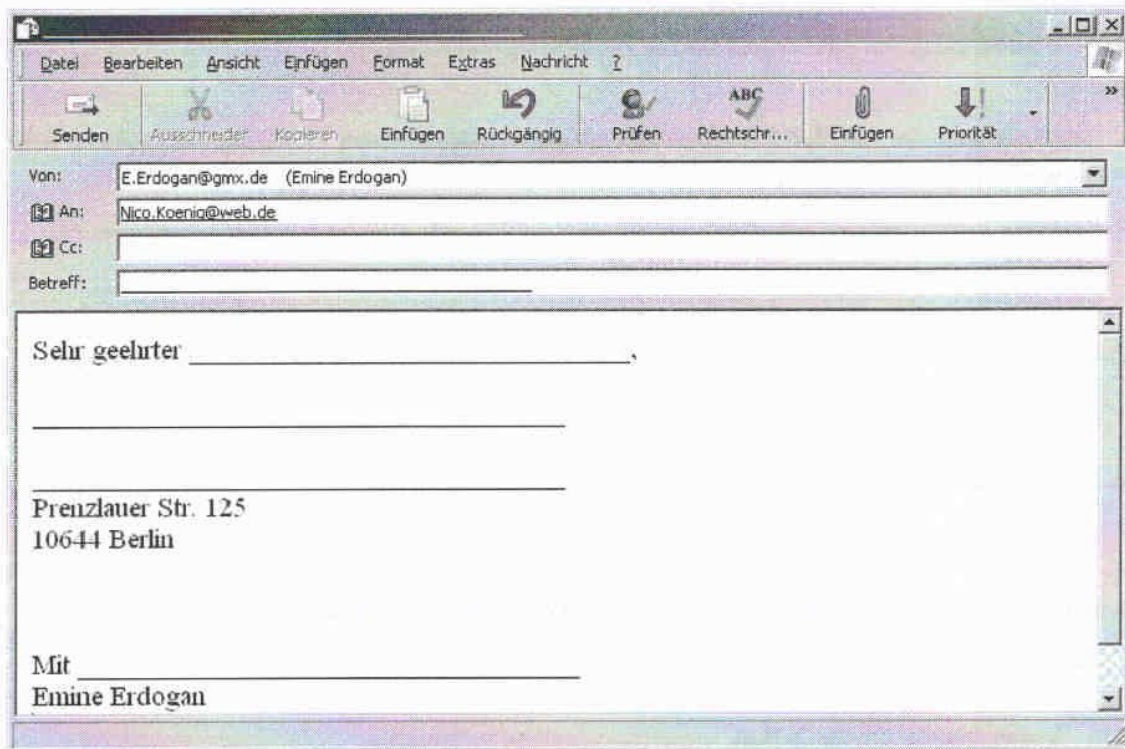 Datei Bearbeiten Ansicht Einfügen Format Extras Nachricht ?
Senden Ausschneider Kopieren Einfügen Rückgängig Prüfen ABC Rechtschr... Einfügen Priorität »
Von: E.Erdogan@gmx.de (Emine Erdogan)
An: Nico.Koenig@web.de
Cc:
Betreff:
Sehr geehrter ,
Prenzlauer Str. 125
10644 Berlin
Mit
Emine Erdogan